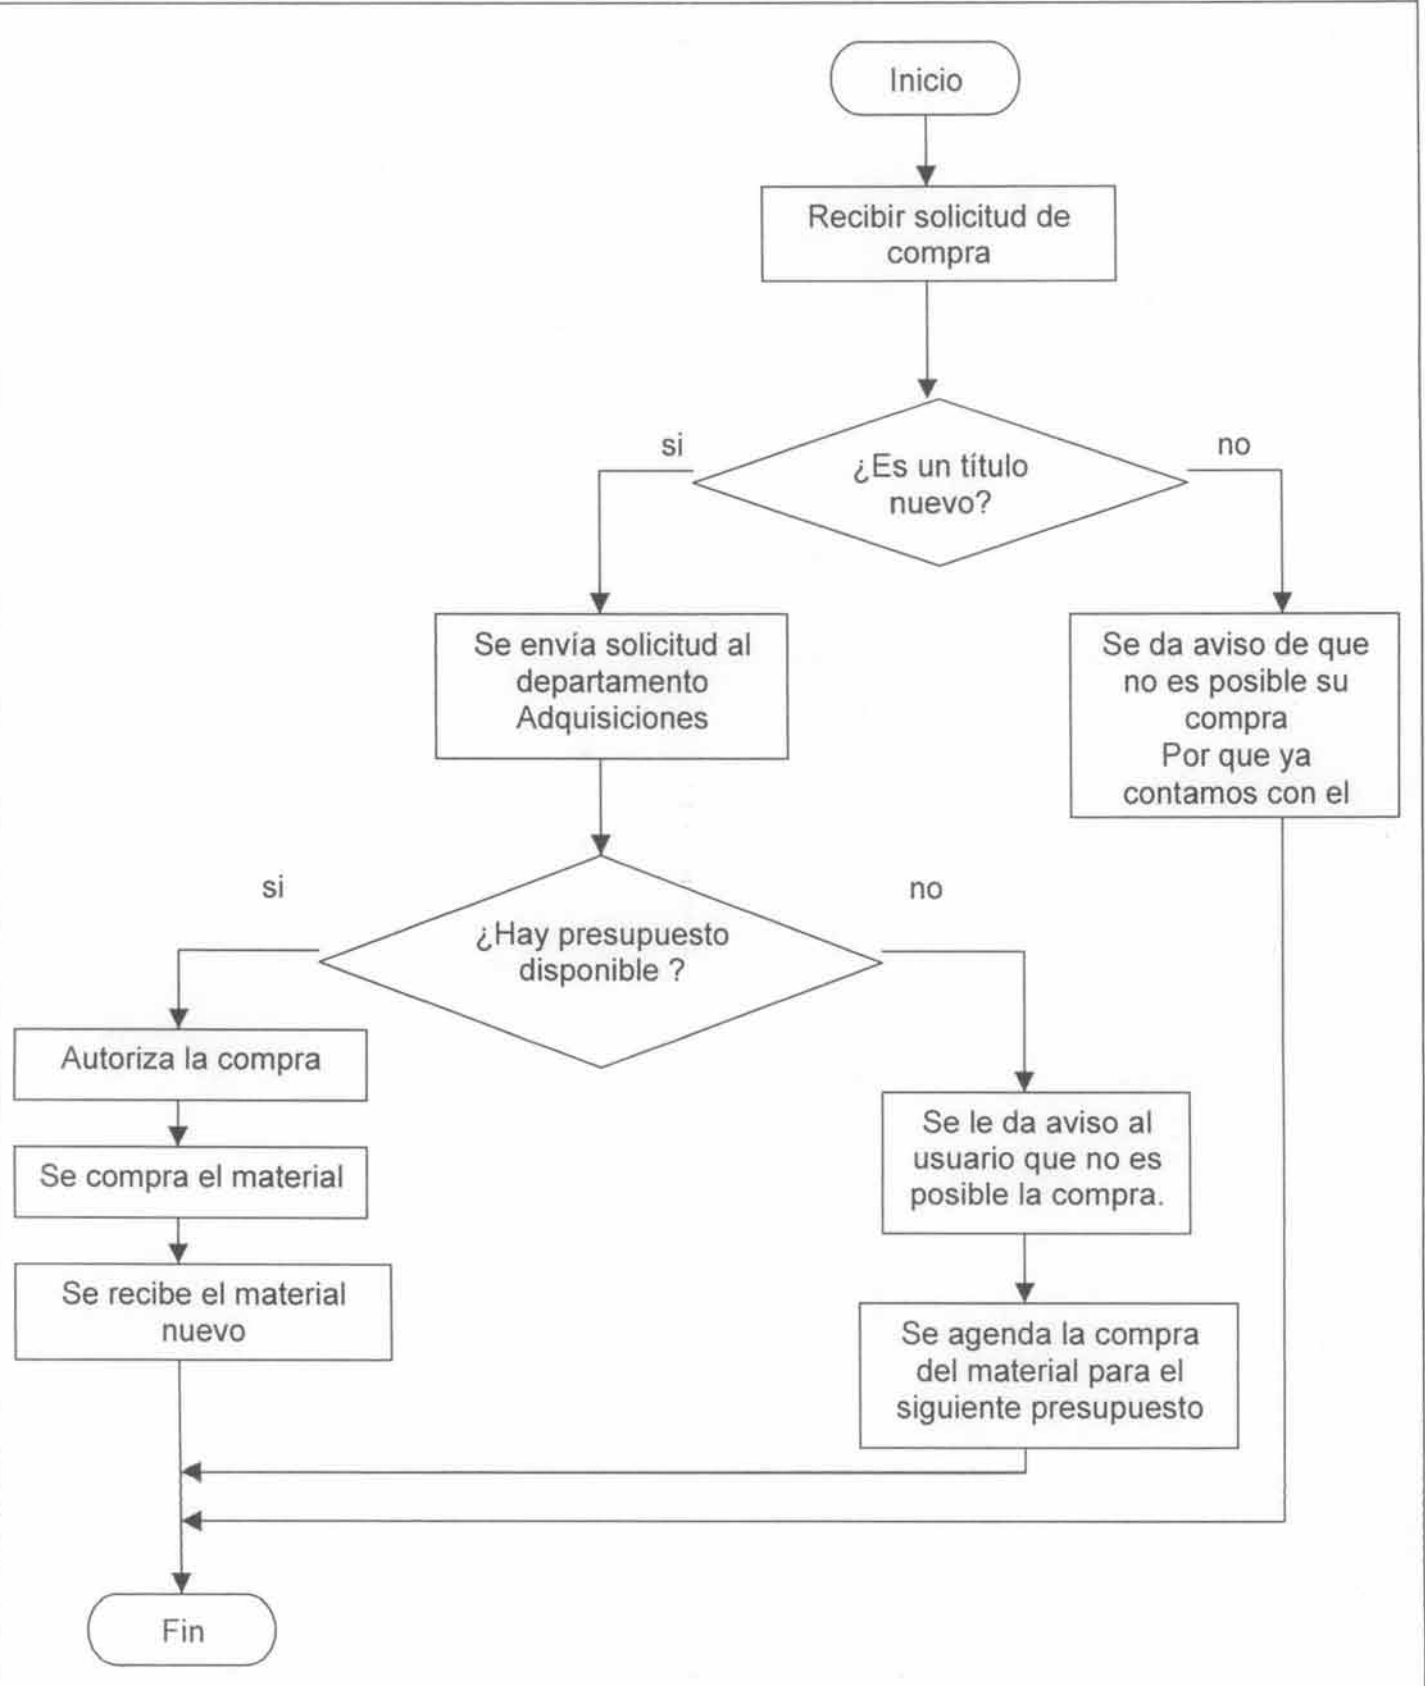 Inicio
Recibir solicitud de
compra
si
no
¿Es un título
nuevo?
Se envía solicitud al
departamento
Adquisiciones
Se da aviso de que
no es posible su
compra
Por que ya
contamos con el
si
no
¿Hay presupuesto
disponible ?
Autoriza la compra
Se compra el material
Se recibe el material
nuevo
Se le da aviso al
usuario que no es
posible la compra.
Se agenda la compra
del material para el
siguiente presupuesto
Fin